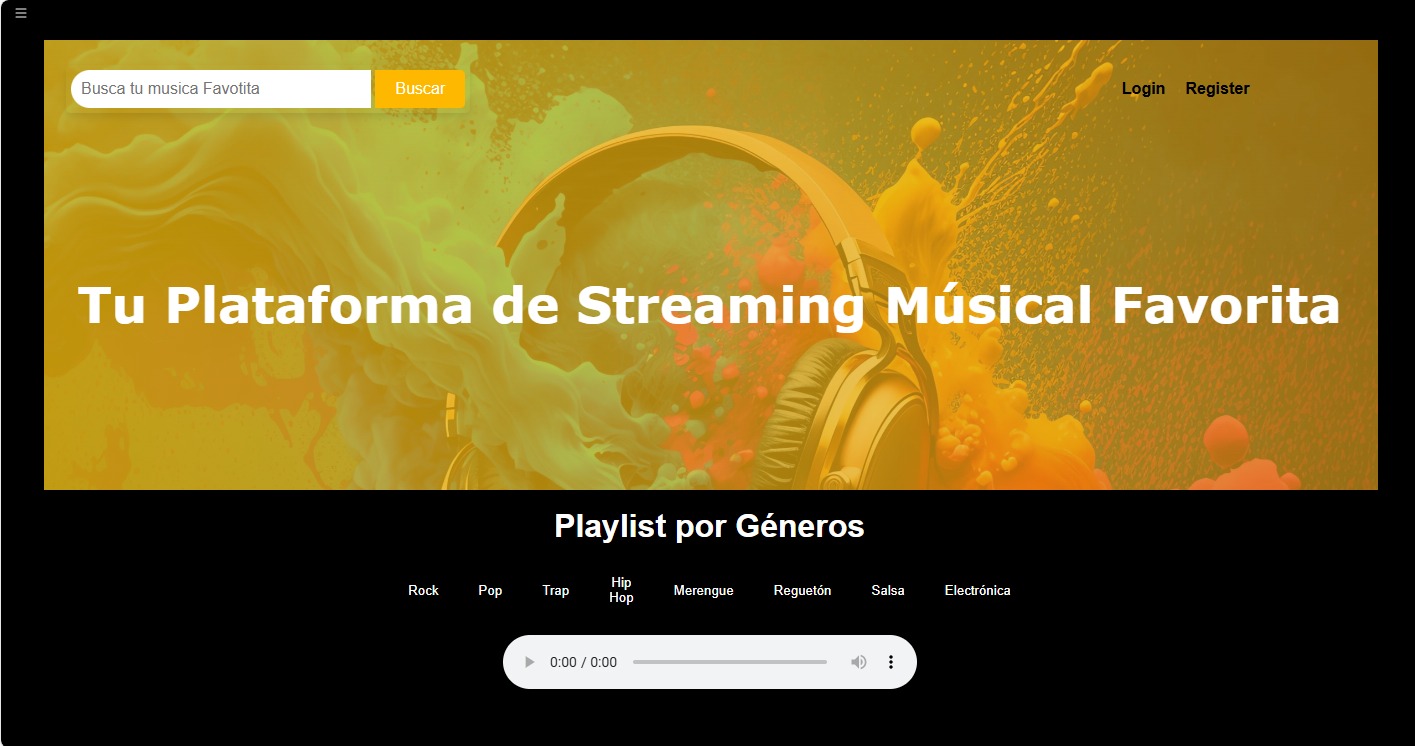 Busca tu musica Favotita
Buscar
Login
Register
Tu Plataforma de Streaming Músical Favorita
Playlist por Géneros
Rock
Pop
Trap
Hip
Hop
Merengue
Reguetón
Salsa
Electrónica
0:00 / 0:00